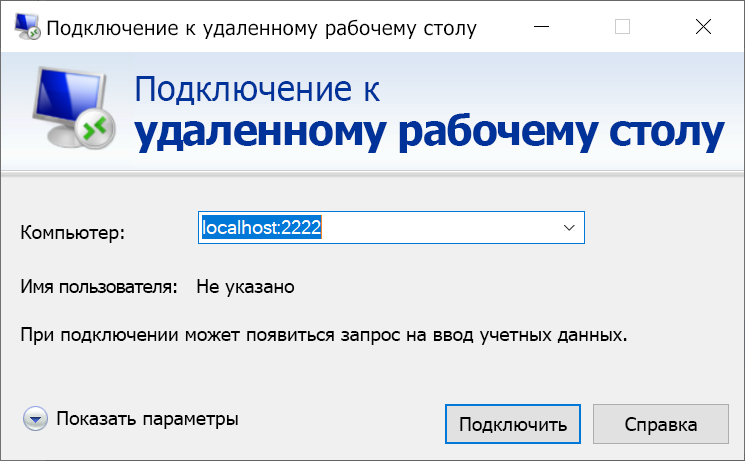 Подключение к удаленному рабочему столу
Подключение к
удаленному рабочему столу
Компьютер: localhost:2222
Имя пользователя: Не указано
При подключении может появиться запрос на ввод учетных данных.
Показать параметры Подключить Справка